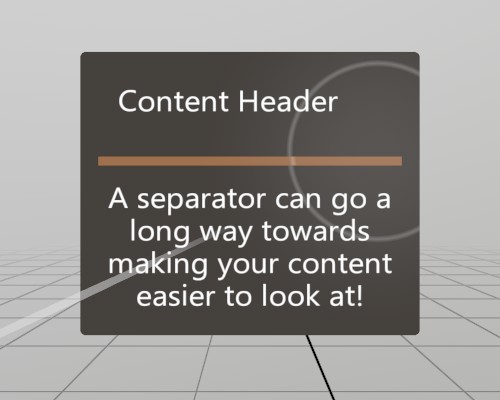 Content Header
A separator can go a
long way towards
making your content
easier to look at!